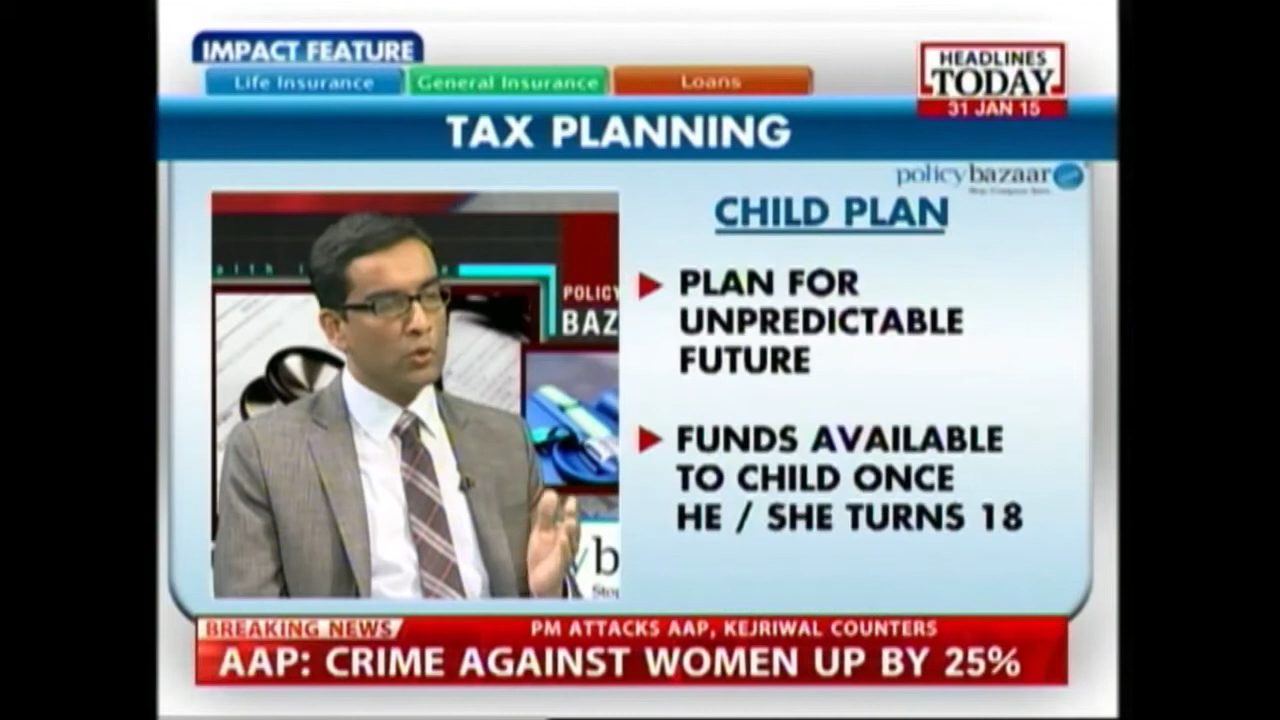 IMPACT FEATURE
Life Insurance
General Insurance
Loans
HEADLINES
TODAY
31 JAN 15
TAX PLANNING
policybazaar
CHILD PLAN
PLAN FOR
UNPREDICTABLE
FUTURE
FUNDS AVAILABLE
TO CHILD ONCE
HE / SHE TURNS 18
POLICY
BAZ
BREAKING NEWS
PM ATTACKS AAP, KEJRIWAL COUNTERS
AAP: CRIME AGAINST WOMEN UP BY 25%